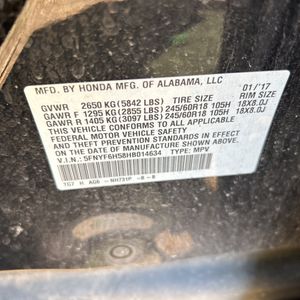 MFD. BY HONDA MFG. OF ALABAMA, LLC 01/'17
GVWR 2650 KG (5842 LBS) TIRE SIZE RIM SIZE
GAWR F 1295 KG (2855 LBS) 245/60R18 105H 18X8.0J
GAWR R 1405 KG (3097 LBS) 245/60R18 105H 18X8.0J
THIS VEHICLE CONFORMS TO ALL APPLICABLE
FEDERAL MOTOR VEHICLE SAFETY
STANDARDS IN EFFECT ON THE
DATE OF MANUFACTURE SHOWN ABOVE.
V.I.N.: 5FNYF6H58HB014634 TYPE: MPV
TG7 H AG6 - NH731P -B-B